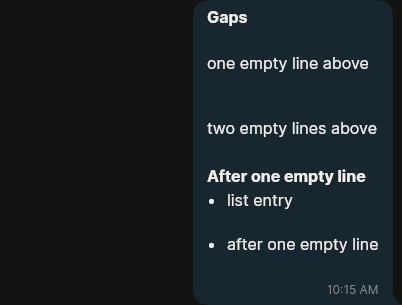 Gaps
one empty line above
two empty lines above
After one empty line
• list entry
• after one empty line
10:15 AM